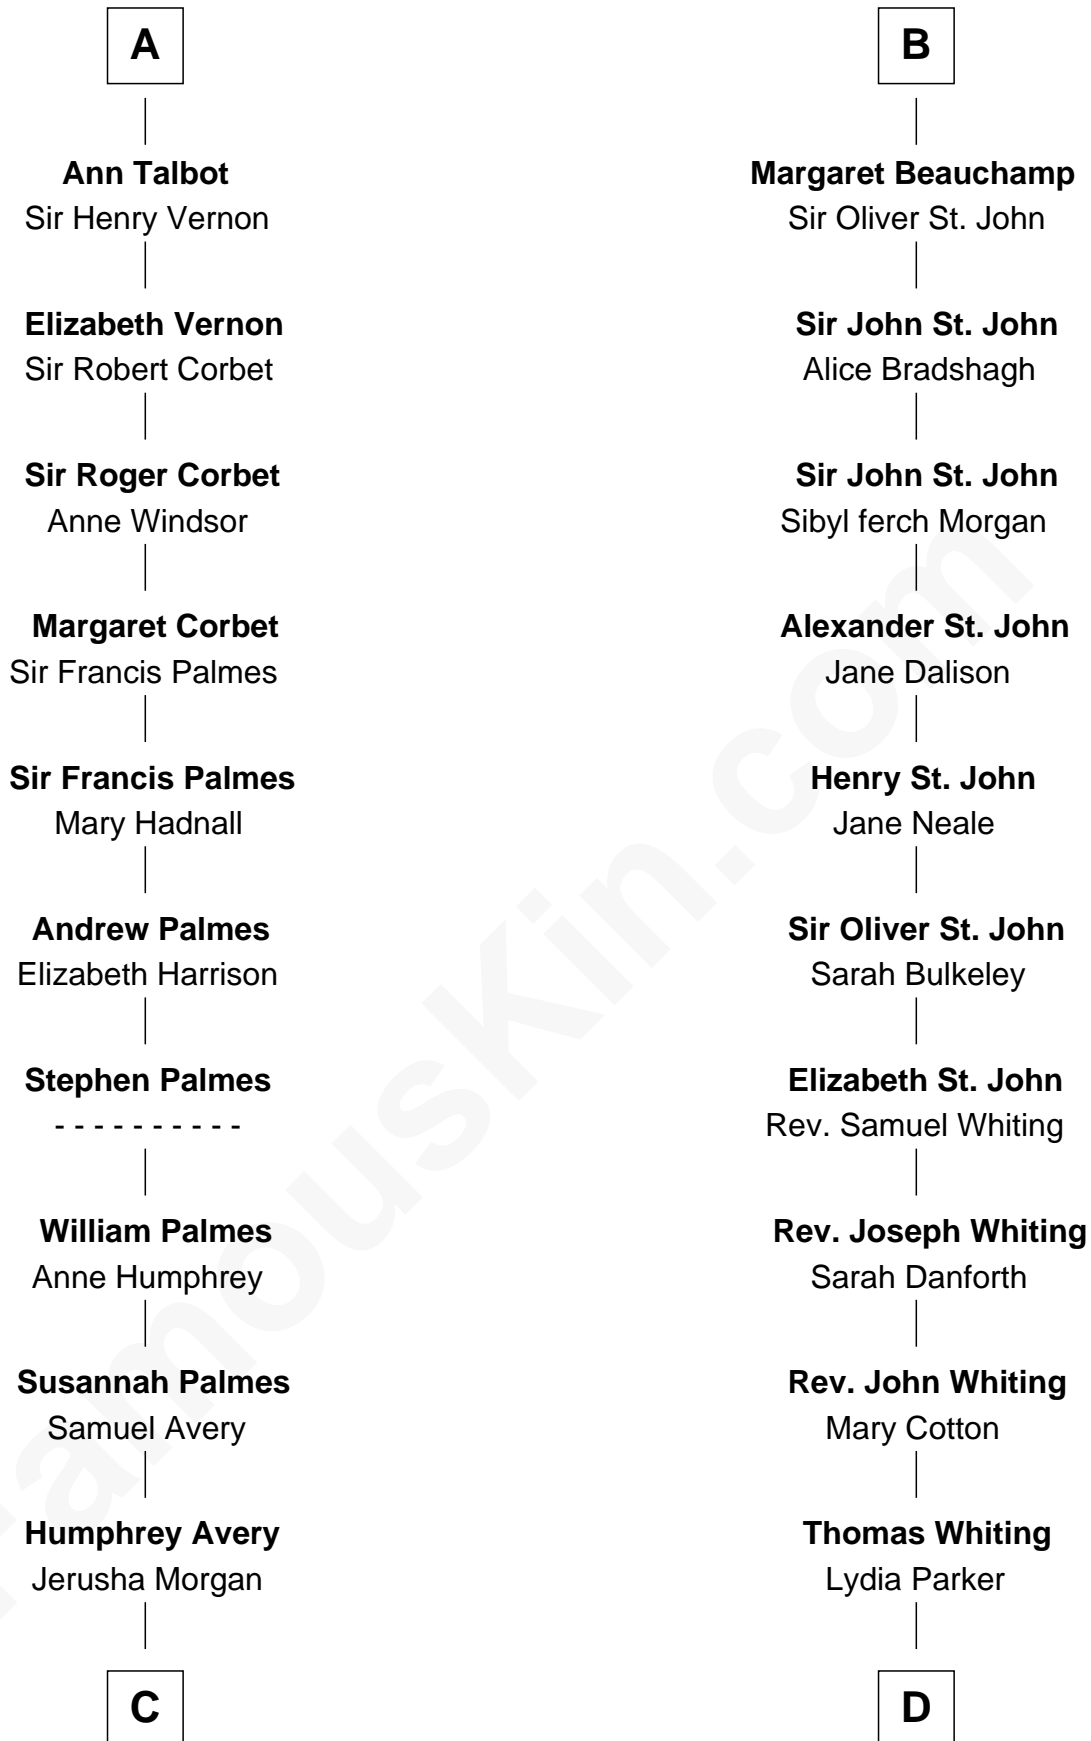 A
Ann Talbot
Sir Henry Vernon
Elizabeth Vernon
Sir Robert Corbet
Sir Roger Corbet
Anne Windsor
Margaret Corbet
Sir Francis Palmes
Sir Francis Palmes
Mary Hadnall
Andrew Palmes
Elizabeth Harrison
Stephen Palmes
- - - - - - - - - -
William Palmes
Anne Humphrey
Susannah Palmes
Samuel Avery
Humphrey Avery
Jerusha Morgan
C
B
Margaret Beauchamp
Sir Oliver St. John
Sir John St. John
Alice Bradshagh
Sir John St. John
Sibyl ferch Morgan
Alexander St. John
Jane Dalison
Henry St. John
Jane Neale
Sir Oliver St. John
Sarah Bulkeley
Elizabeth St. John
Rev. Samuel Whiting
Rev. Joseph Whiting
Sarah Danforth
Rev. John Whiting
Mary Cotton
Thomas Whiting
Lydia Parker
D
FamousKin.com